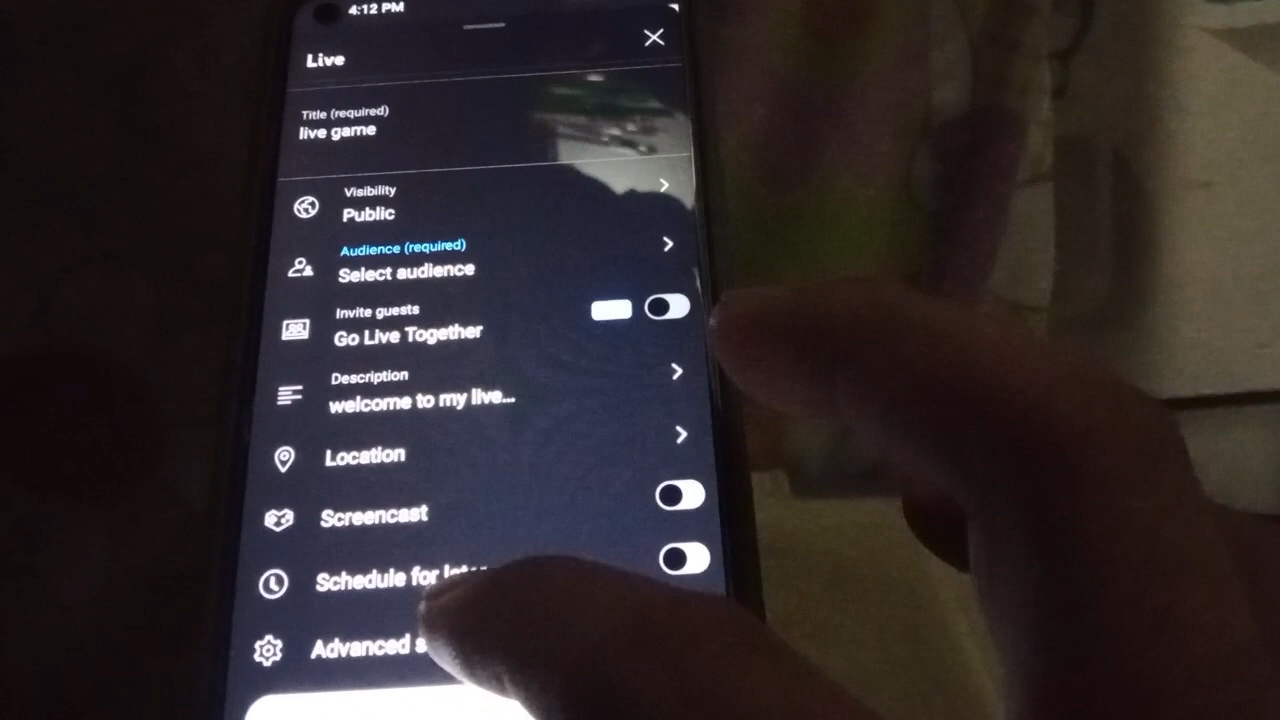 4:12 PM
Live
Title (required)
live game
Visibility
Public
Audience (required)
Select audience
Invite guests
Go Live Together
Description
welcome to my live...
Location
Screencast
Schedule for
Advanced